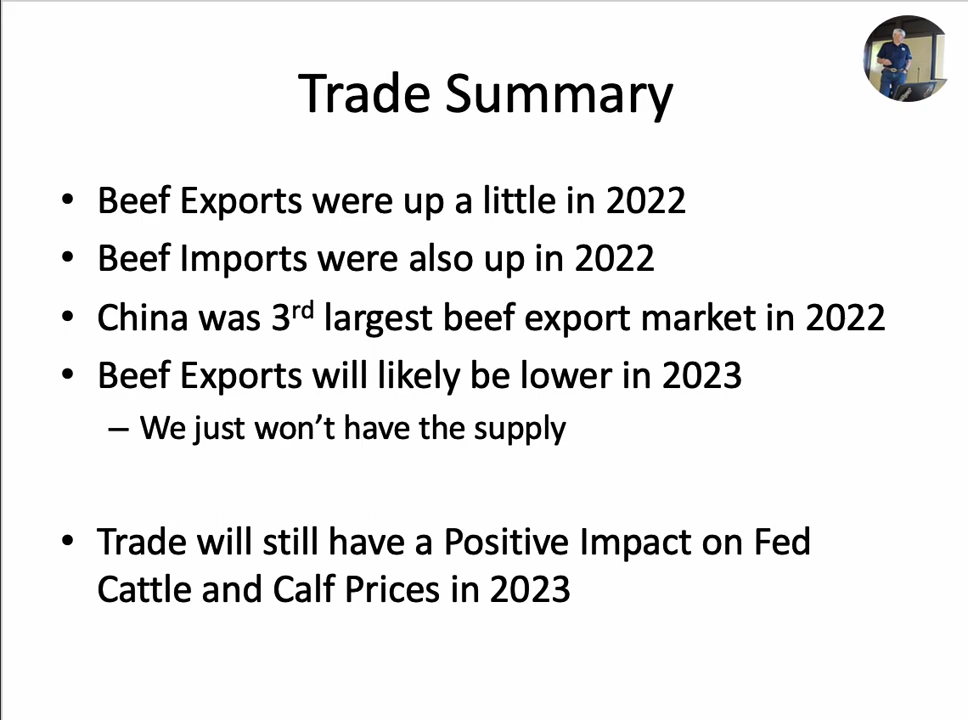 Trade Summary
• Beef Exports were up a little in 2022
• Beef Imports were also up in 2022
• China was 3rd largest beef export market in 2022
• Beef Exports will likely be lower in 2023
– We just won’t have the supply
• Trade will still have a Positive Impact on Fed
Cattle and Calf Prices in 2023